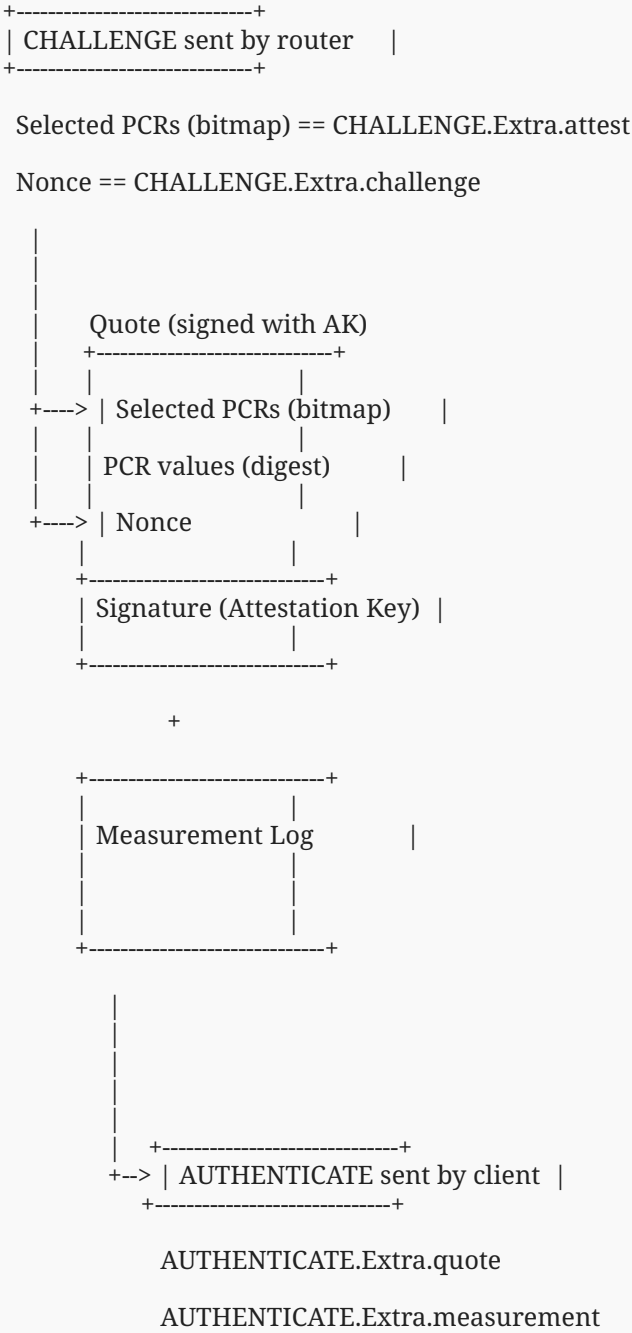 +------------------------------+
| CHALLENGE sent by router |
+------------------------------+
Selected PCRs (bitmap) == CHALLENGE.Extra.attest
Nonce == CHALLENGE.Extra.challenge
|
|
|
| Quote (signed with AK)
| +------------------------------+
| | |
+----> | Selected PCRs (bitmap) |
| | |
| | PCR values (digest) |
| | |
+----> | Nonce |
| |
+------------------------------+
| Signature (Attestation Key) |
| |
+------------------------------+
+
+------------------------------+
| |
| Measurement Log |
| |
| |
| |
+------------------------------+
|
|
|
|
|
| +------------------------------+
+--> | AUTHENTICATE sent by client |
+------------------------------+
AUTHENTICATE.Extra.quote
AUTHENTICATE.Extra.measurement